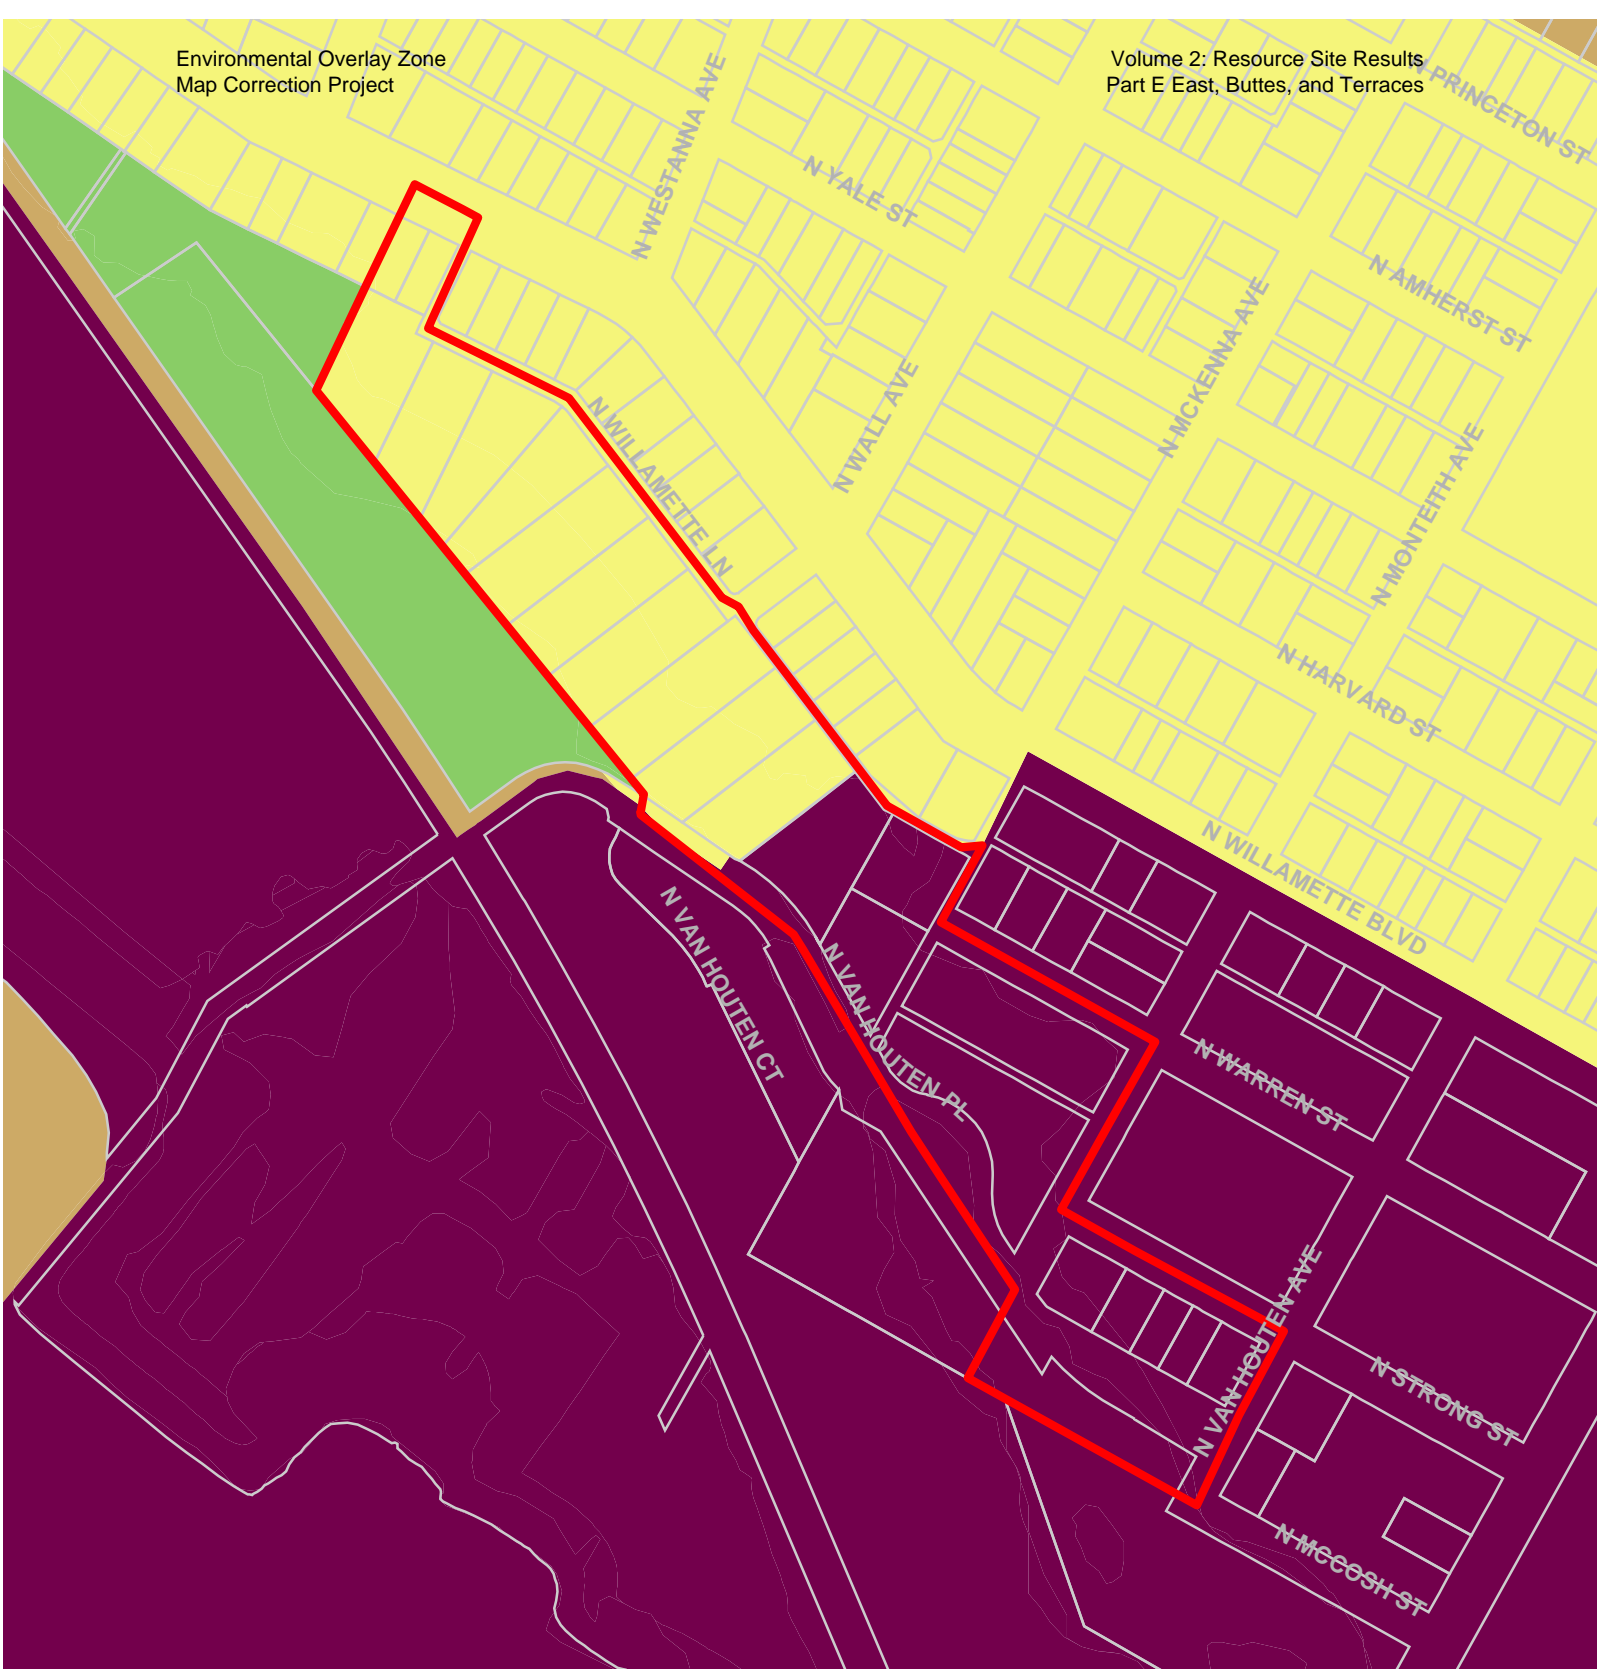 Environmental Overlay Zone
Map Correction Project
Volume 2: Resource Site Results
Part E East, Buttes, and Terraces
N PRINCETON ST
N WESTANNA AVE
N YALE ST
N AMHERST ST
N MCKENNA AVE
N WALL AVE
N WILLAMETTE LN
N MONTEITH AVE
N HARVARD ST
N WILLAMETTE BLVD
N VAN HOUTEN CT
N VAN HOUTEN PL
N WARREN ST
N VAN HOUTEN AVE
N STRONG ST
N MCCOSH ST